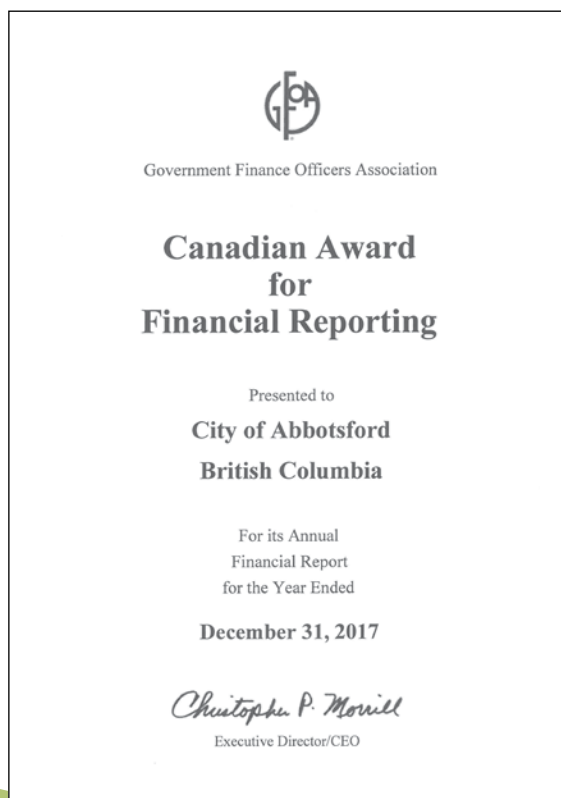 GFOA
Government Finance Officers Association
Canadian Award
for
Financial Reporting
Presented to
City of Abbotsford
British Columbia
For its Annual
Financial Report
for the Year Ended
December 31, 2017
Christopher P. Morrill
Executive Director/CEO